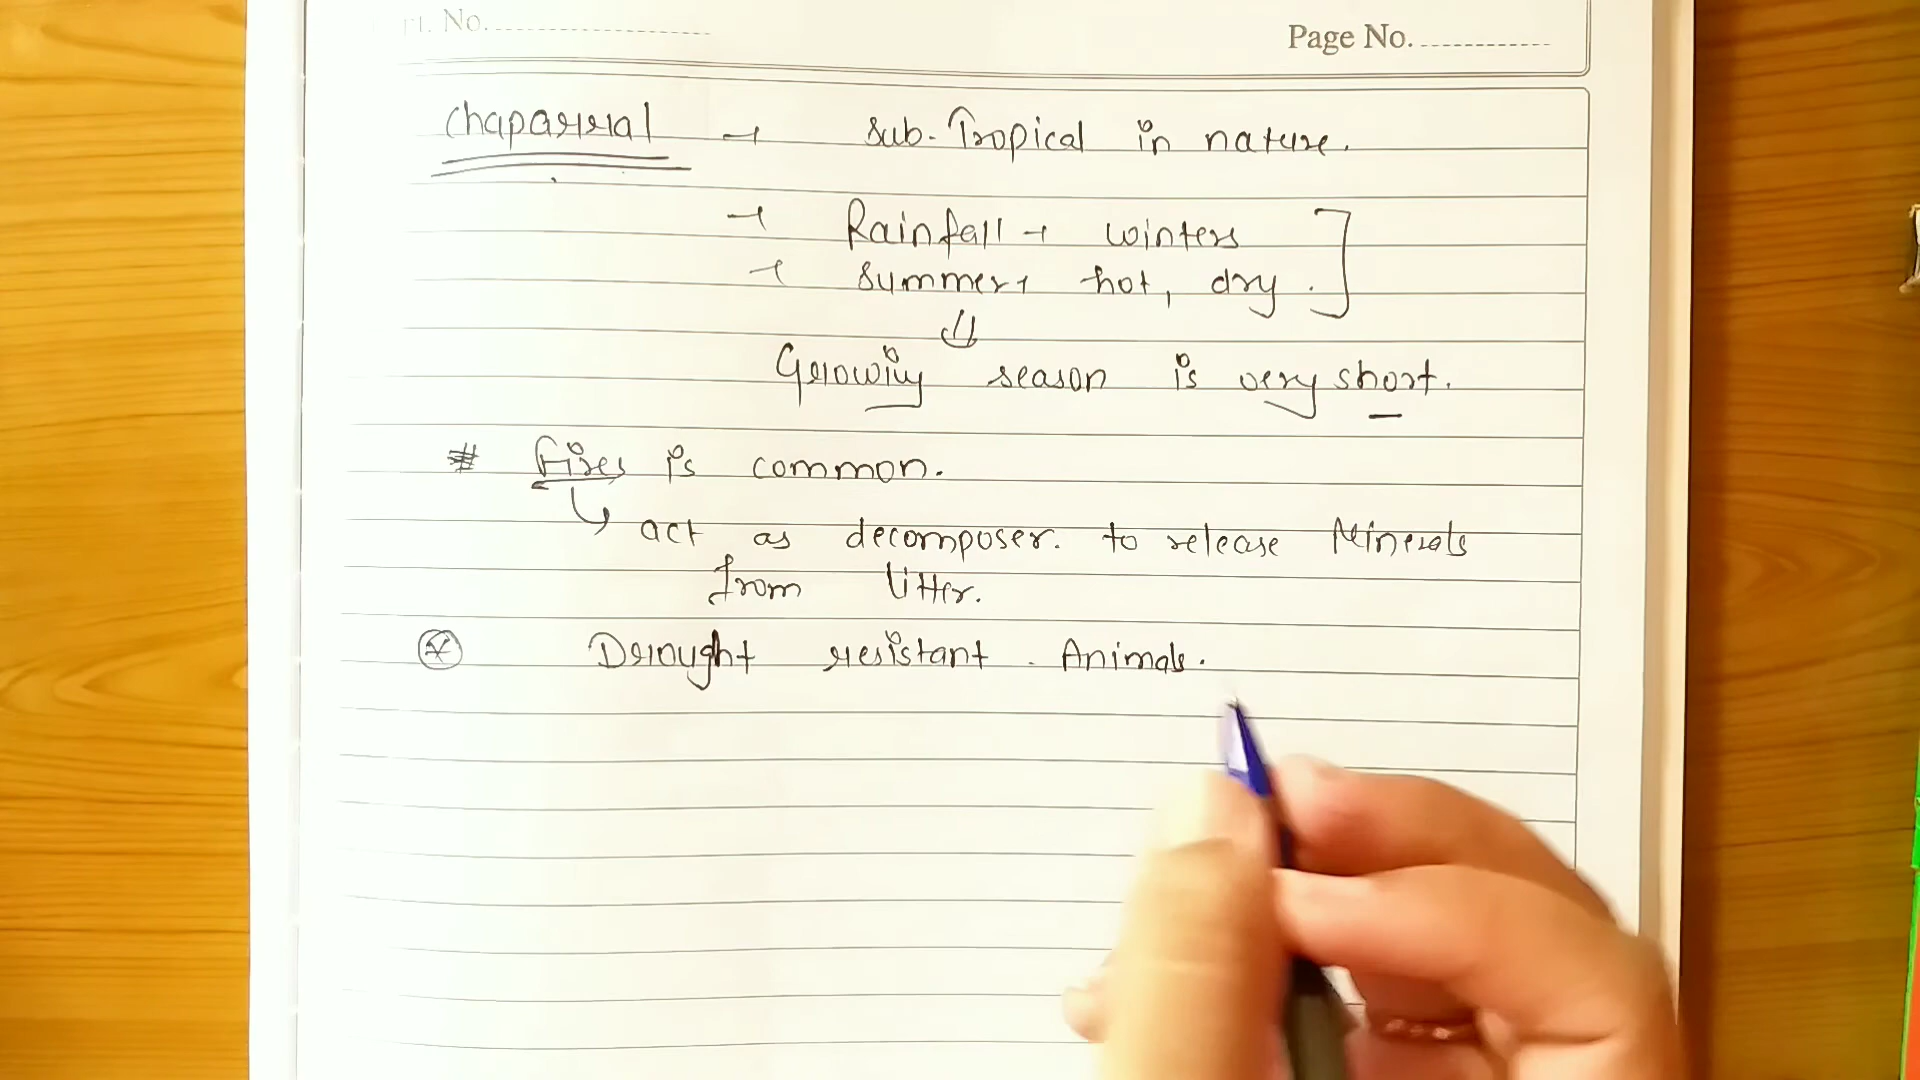 Pl. No.
Page No.
Chaparral → Sub-Tropical in nature.
→ Rainfall → winters
→ summer → hot, dry.
Growing season is very short.
# Fires is common.
act as decomposer. to release Minerals
from litter.
Drought resistant Animals.